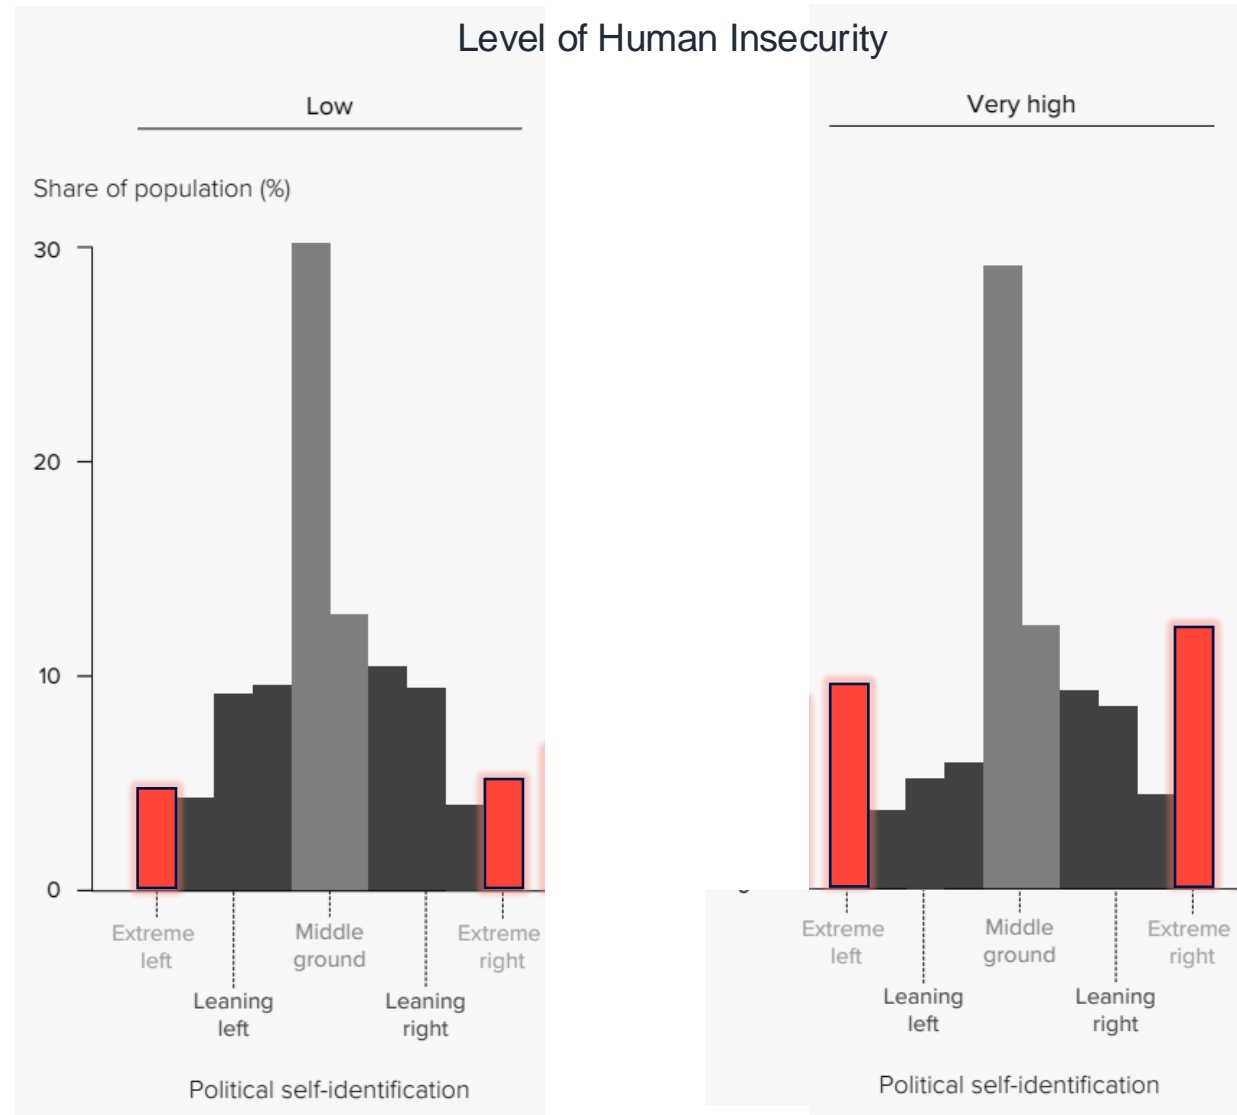 Level of Human Insecurity
Low
Share of population (%)
30
20
10
0
Extreme
left
Middle
ground
Extreme
right
Leaning
left
Leaning
right
Political self-identification
Very high
Extreme
left
Middle
ground
Extreme
right
Leaning
left
Leaning
right
Political self-identification